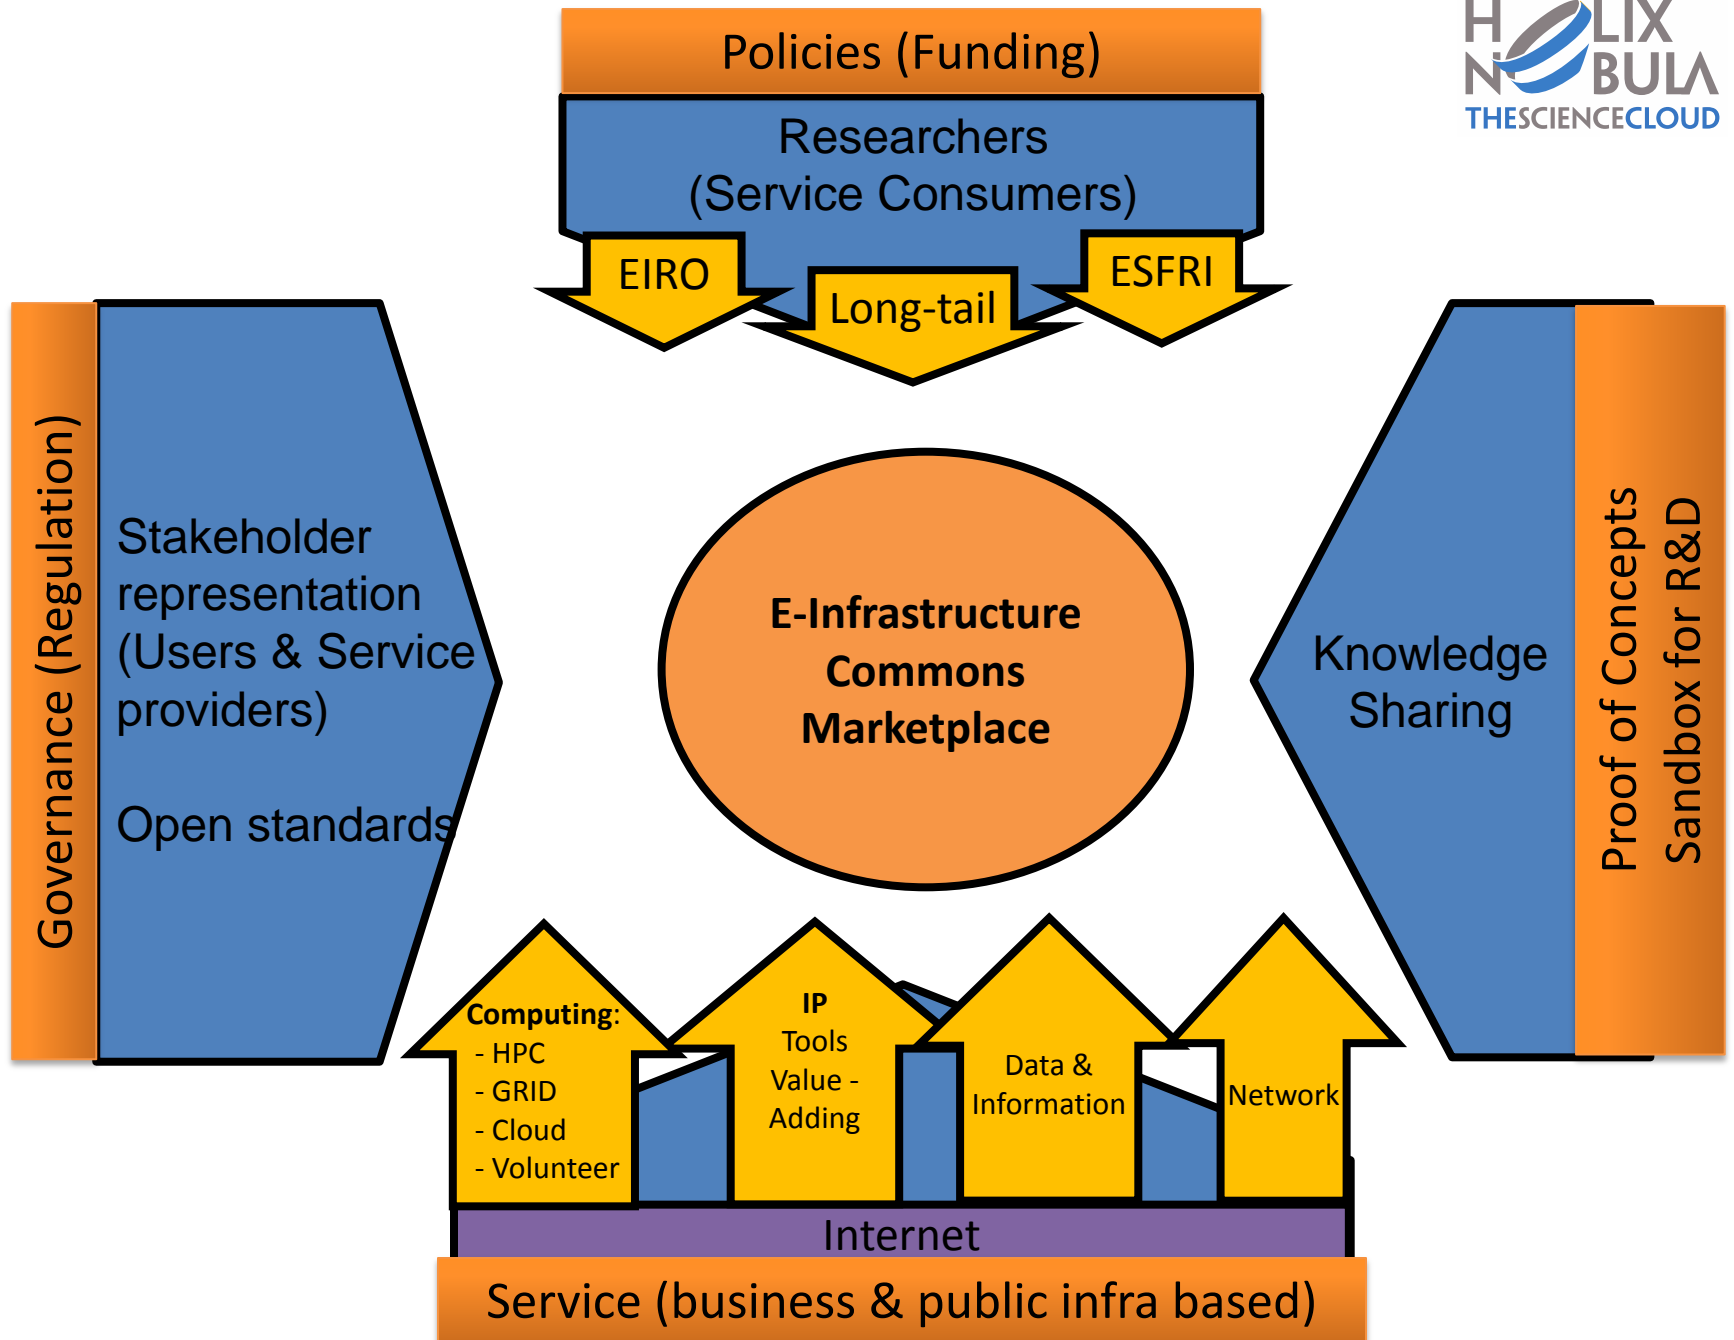 Policies (Funding)
H LIX
N BULA
THESCIENCECLOUD
Researchers
(Service Consumers)
EIRO
Long-tail
ESFRI
Governance (Regulation)
Stakeholder
representation
(Users & Service
providers)
Open standards
E-Infrastructure
Commons
Marketplace
Knowledge
Sharing
Proof of Concepts
Sandbox for R&D
Computing:
- HPC
- GRID
- Cloud
- Volunteer
IP
Tools
Value -
Adding
Data &
Information
Network
Internet
Service (business & public infra based)